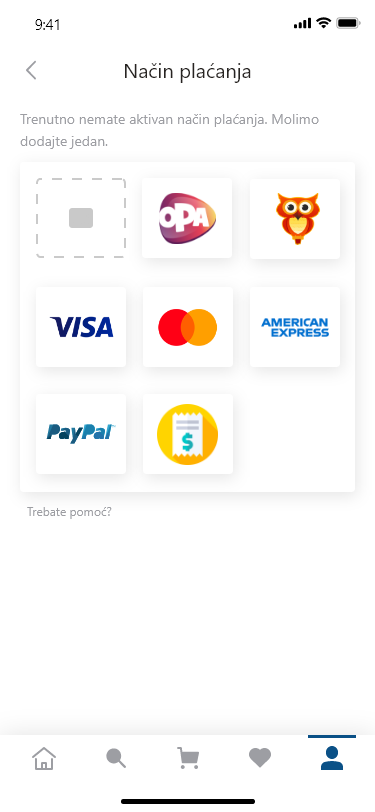 9:41
Način plaćanja
Trenutno nemate aktivan način plaćanja. Molimo
dodajte jedan.
OPA
VISA
AMERICAN
EXPRESS
PayPal
$
Trebate pomoć?